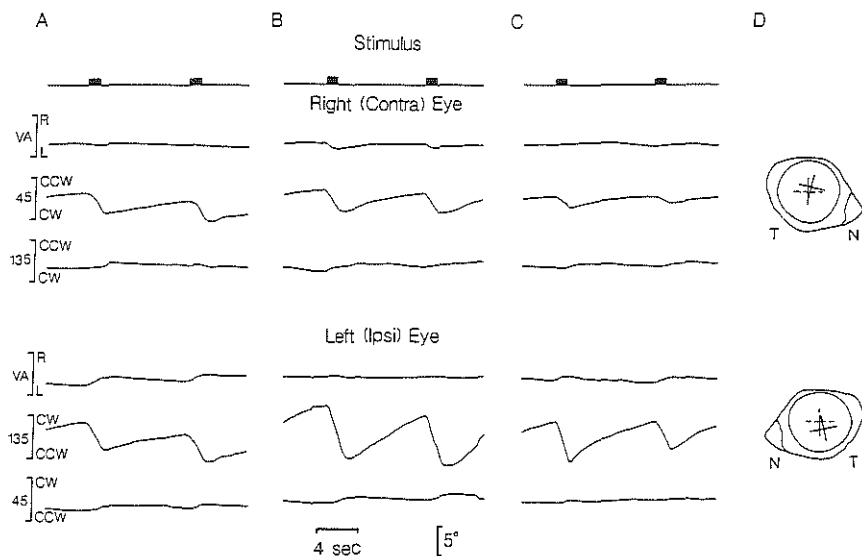 A B C D
Stimulus
Right (Contra) Eye
VA R L
45 CCW CW
135 CCW CW
T N
Left (Ipsi) Eye
VA R L
135 CW CCW
45 CW CCW
N T
4 sec 5°